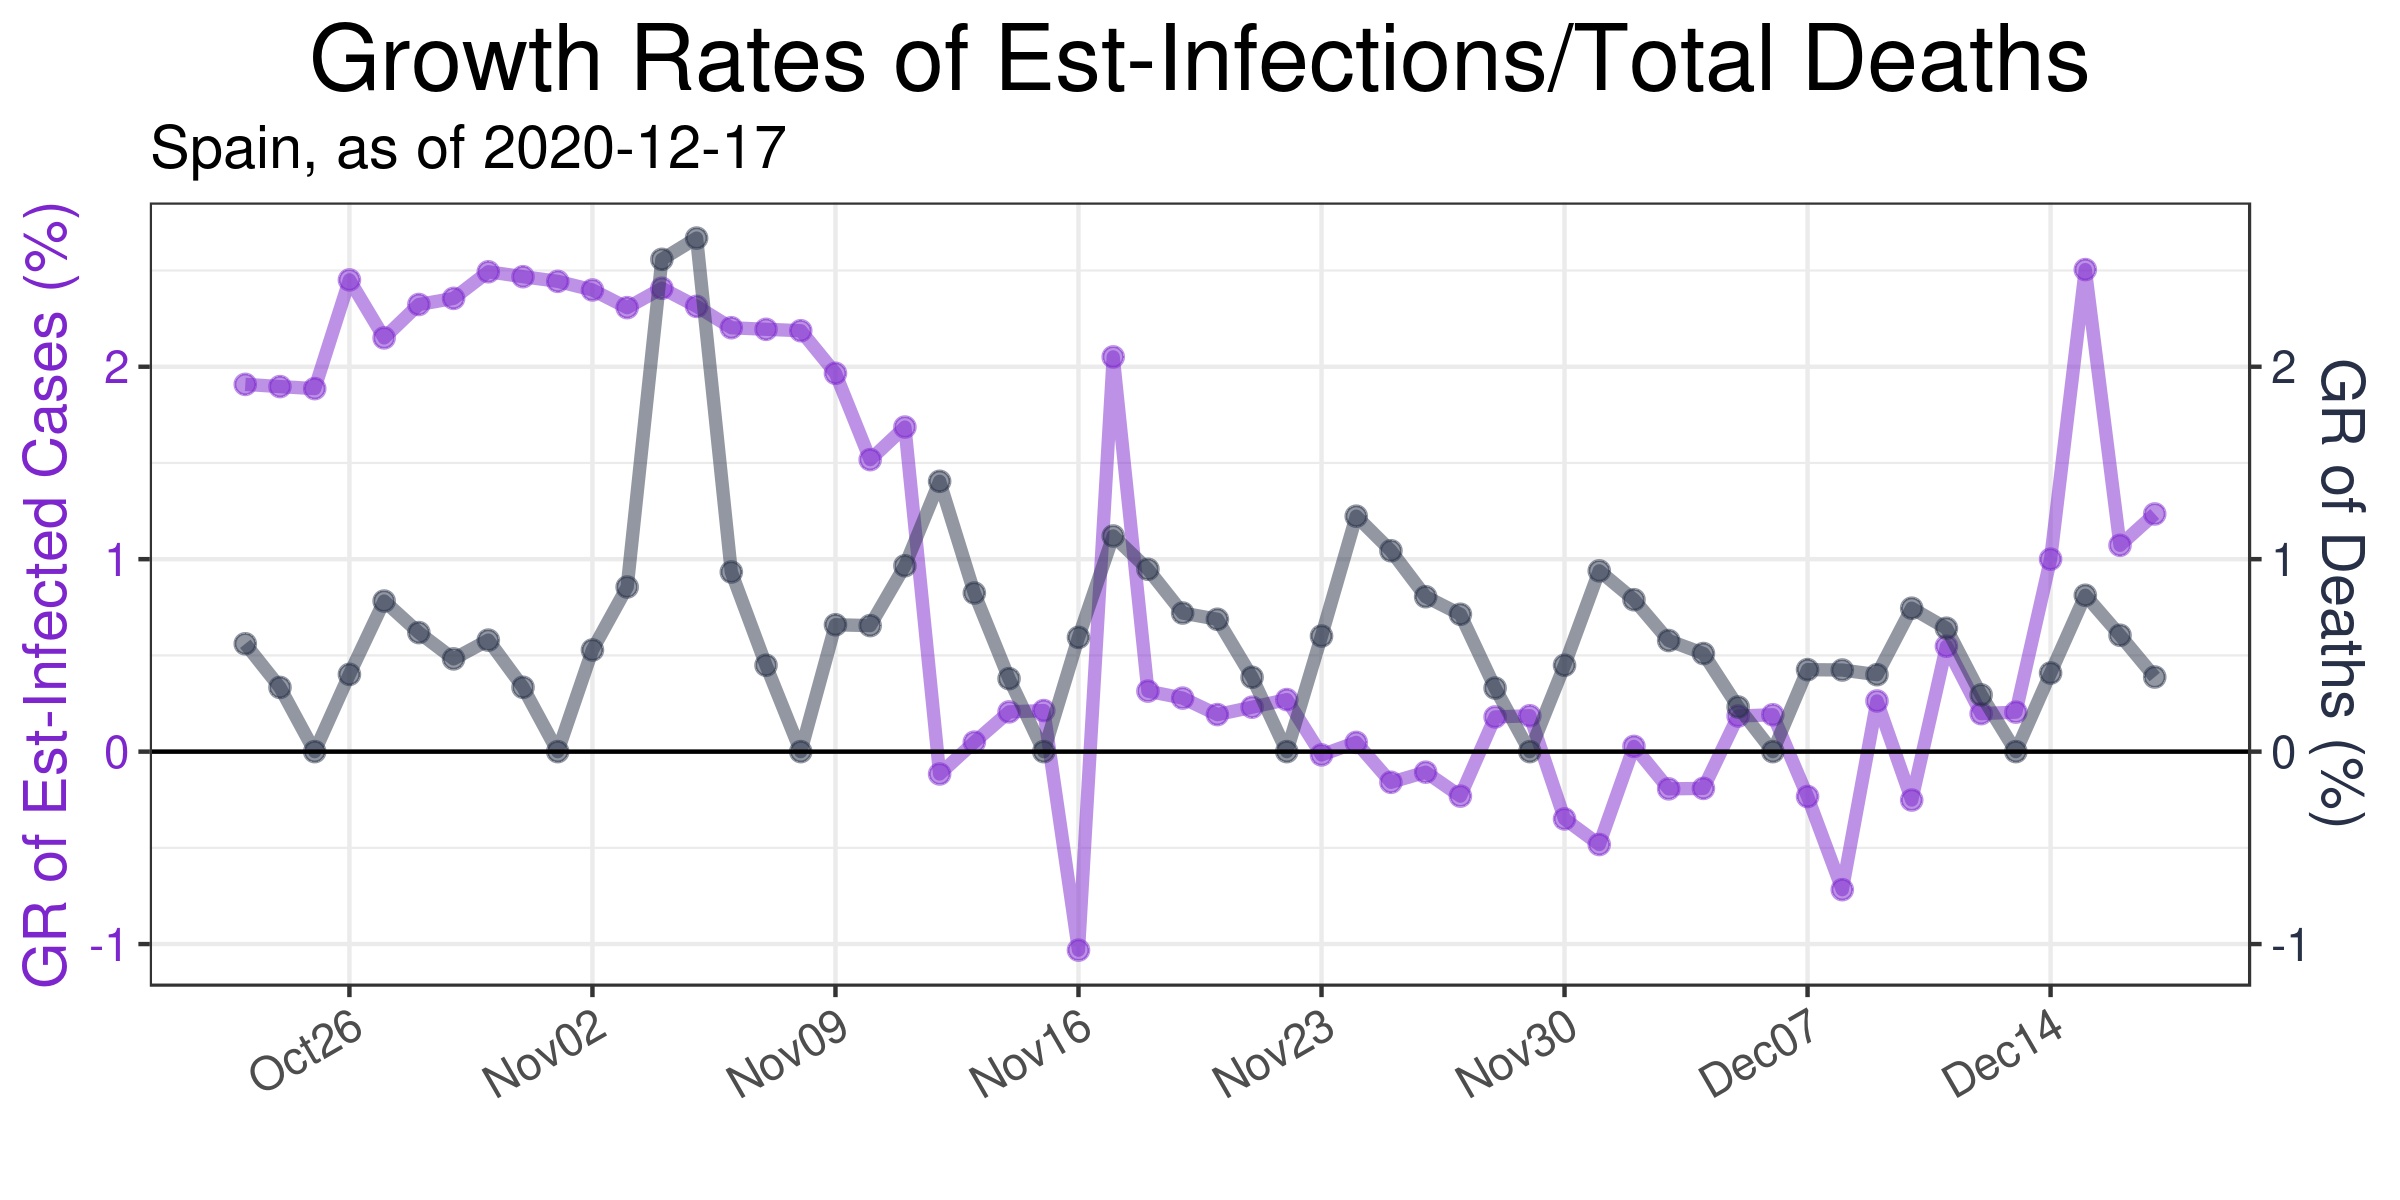 Growth Rates of Est-Infections/Total Deaths
Spain, as of 2020-12-17
GR of Est-Infected Cases (%)
2
1
0
-1
2
1
0
-1
GR of Deaths (%)
Oct26
Nov02
Nov09
Nov16
Nov23
Nov30
Dec07
Dec14